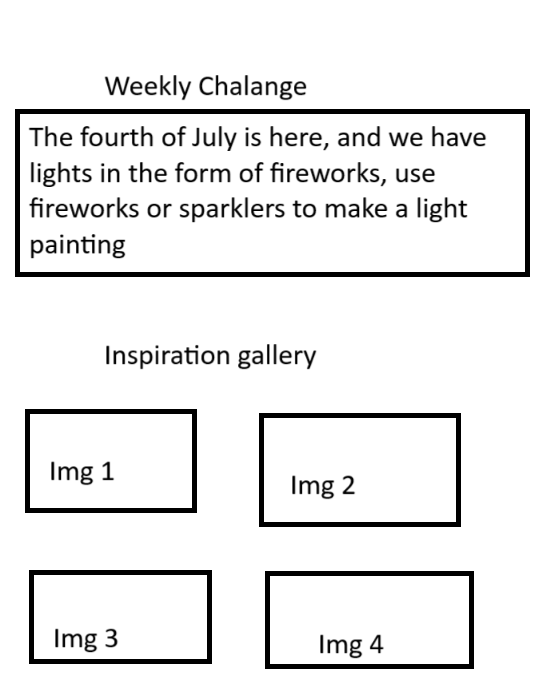 Weekly Chalange
The fourth of July is here, and we have
lights in the form of fireworks, use
fireworks or sparklers to make a light
painting
Inspiration gallery
Img 1
Img 2
Img 3
Img 4